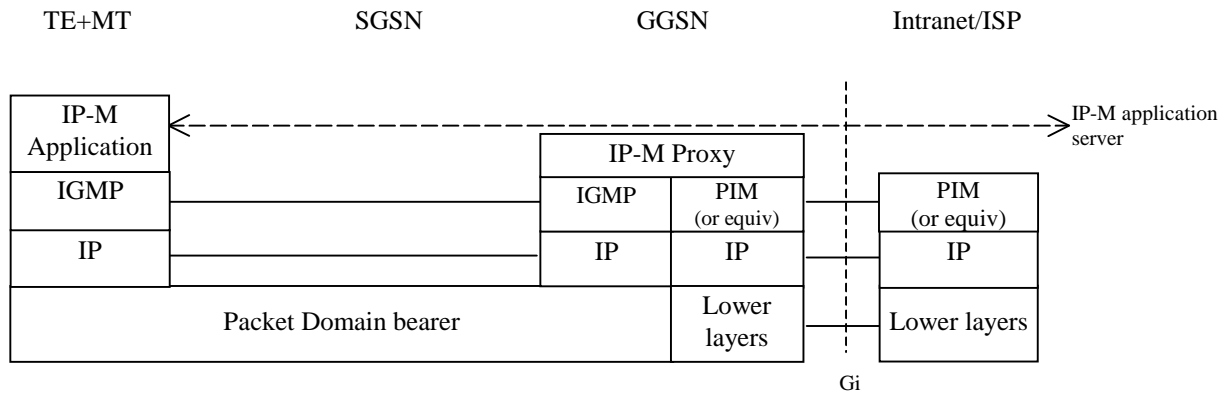 TE+MT SGSN GGSN Intranet/ISP
IP-M
Application
IP-M application
server
IP-M Proxy
IGMP IGMP PIM
(or equiv)
PIM
(or equiv)
IP IP IP IP
Packet Domain bearer
Lower
layers
Lower layers
Gi